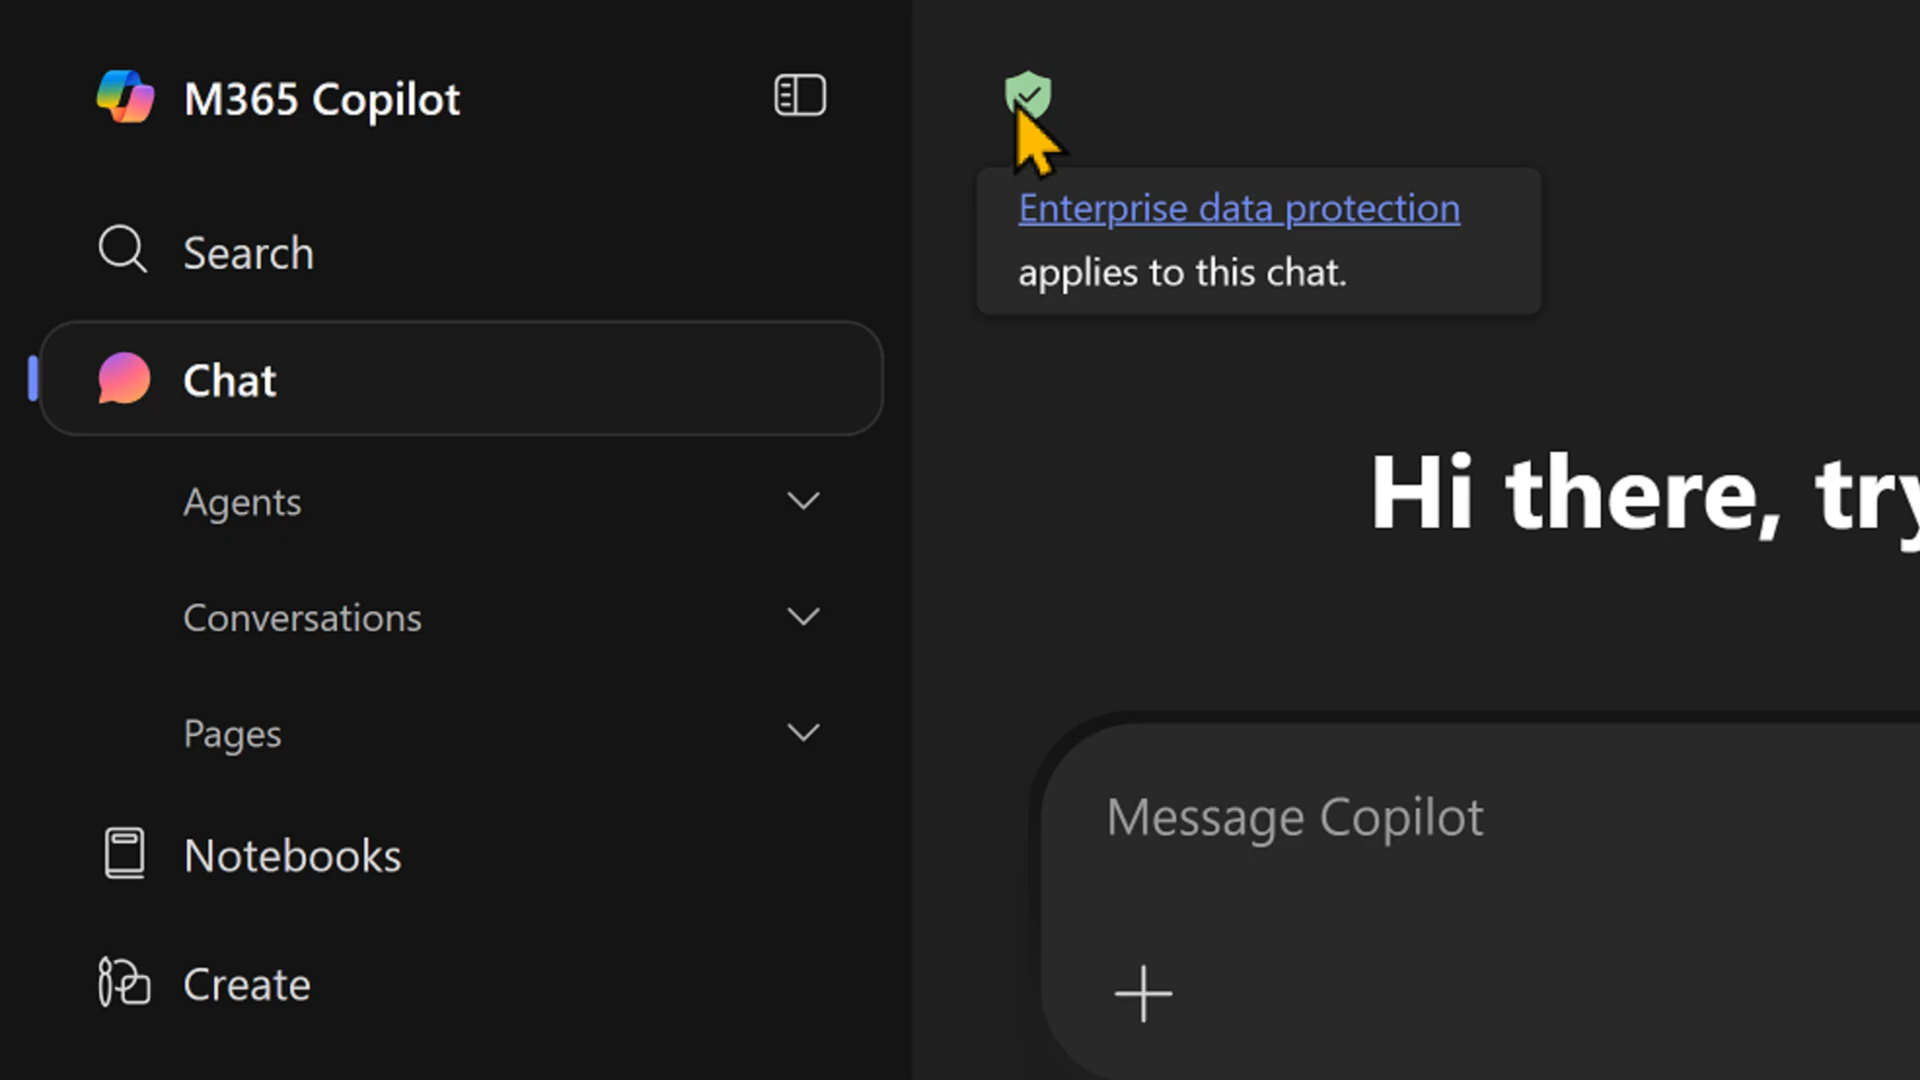 M365 Copilot
Search
Chat
Agents
Conversations
Pages
Notebooks
Create
Enterprise data protection
applies to this chat.
Hi there, try
Message Copilot